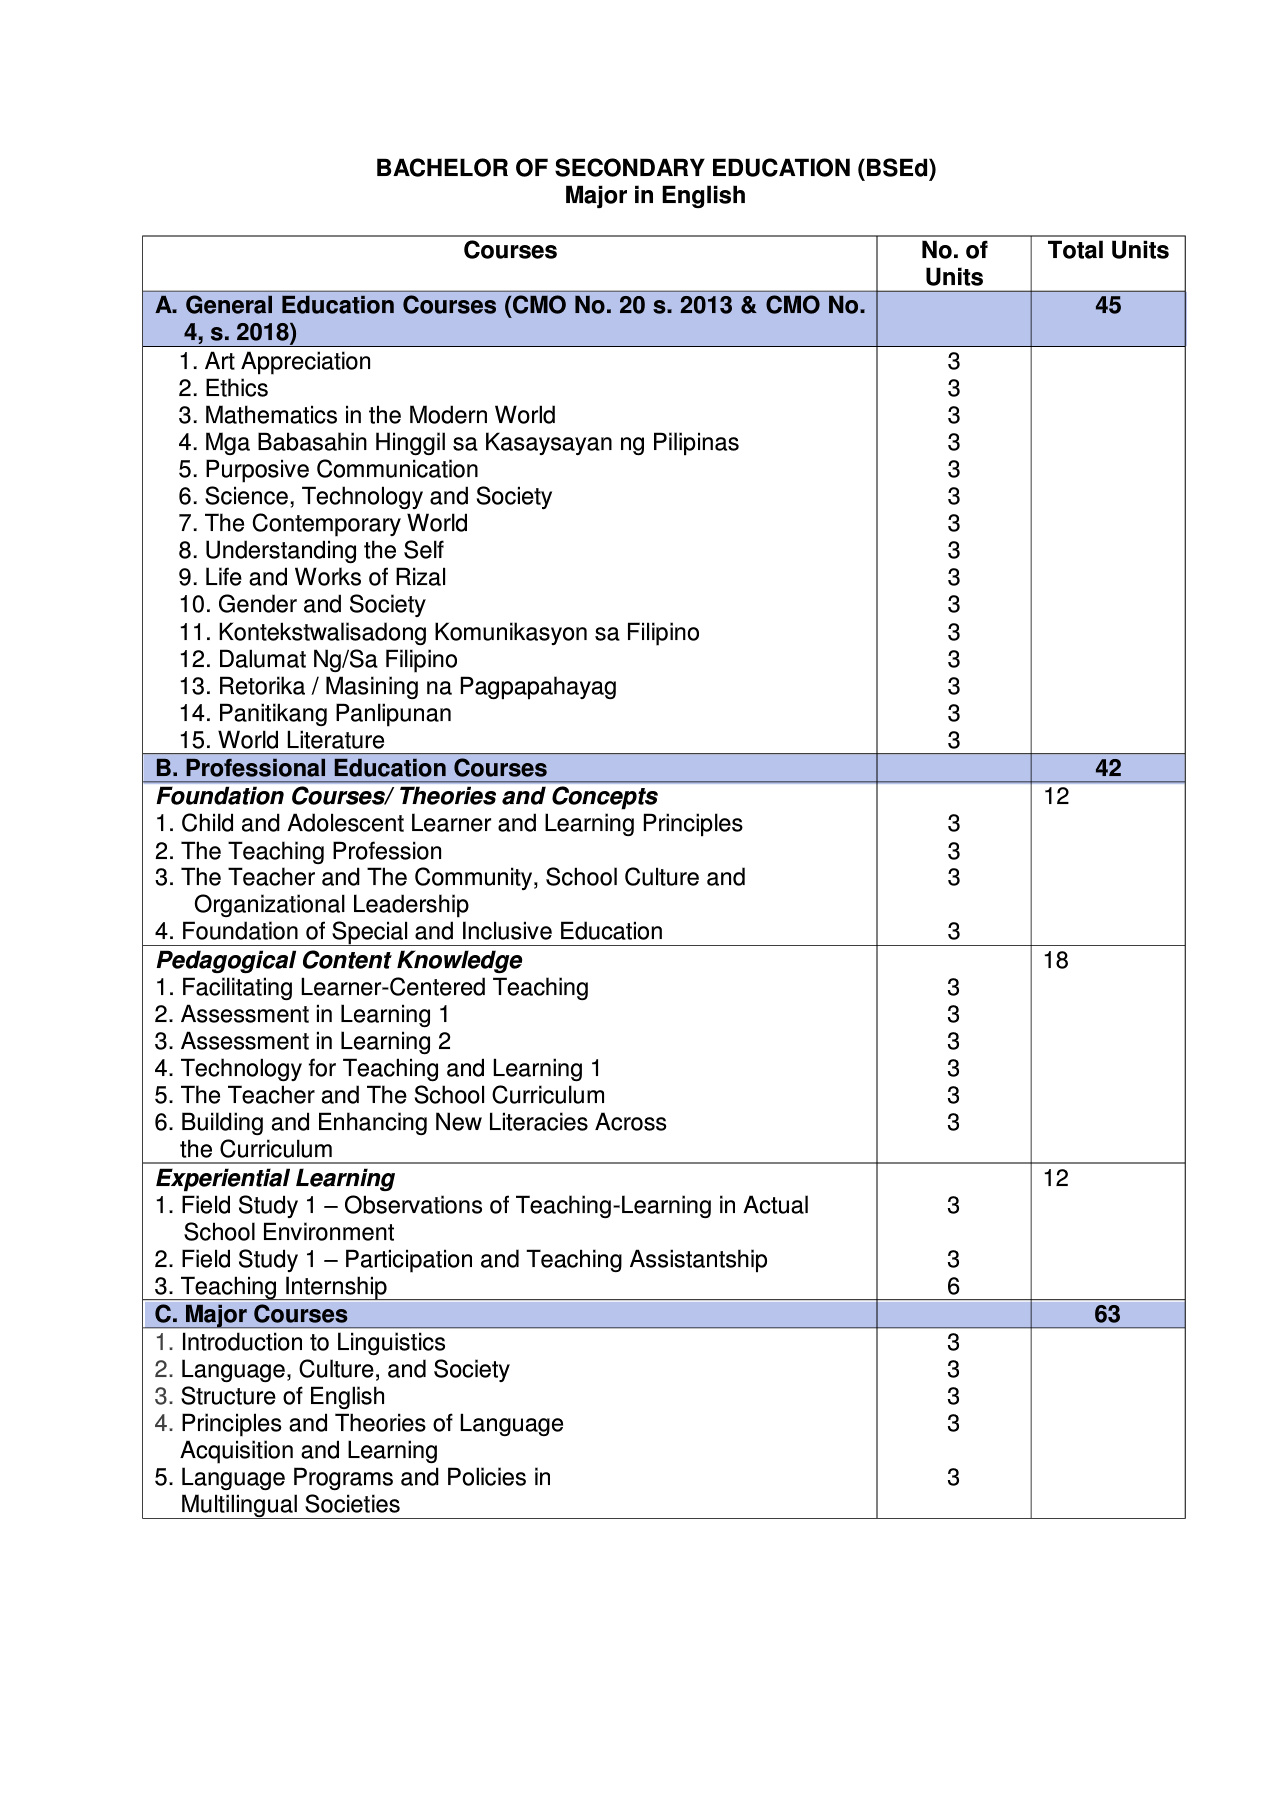 BACHELOR OF SECONDARY EDUCATION (BSEd)
Major in English
Courses No. of Total Units
Units
A. General Education Courses (CMO No. 20 s. 2013 & CMO No. 45
4, s. 2018)
1. Art Appreciation 3
2. Ethics 3
3. Mathematics in the Modern World 3
4. Mga Babasahin Hinggil sa Kasaysayan ng Pilipinas 3
5. Purposive Communication 3
6. Science, Technology and Society 3
7. The Contemporary World 3
8. Understanding the Self 3
9. Life and Works of Rizal 3
10. Gender and Society 3
11. Kontekstwalisadong Komunikasyon sa Filipino 3
12. Dalumat Ng/Sa Filipino 3
13. Retorika / Masining na Pagpapahayag 3
14. Panitikang Panlipunan 3
15. World Literature 3
B. Professional Education Courses 42
Foundation Courses/ Theories and Concepts 12
1. Child and Adolescent Learner and Learning Principles 3
2. The Teaching Profession 3
3. The Teacher and The Community, School Culture and 3
Organizational Leadership
4. Foundation of Special and Inclusive Education 3
Pedagogical Content Knowledge 18
1. Facilitating Learner-Centered Teaching 3
2. Assessment in Learning 1 3
3. Assessment in Learning 2 3
4. Technology for Teaching and Learning 1 3
5. The Teacher and The School Curriculum 3
6. Building and Enhancing New Literacies Across 3
the Curriculum
Experiential Learning 12
1. Field Study 1 – Observations of Teaching-Learning in Actual 3
School Environment
2. Field Study 1 – Participation and Teaching Assistantship 3
3. Teaching Internship 6
C. Major Courses 63
1. Introduction to Linguistics 3
2. Language, Culture, and Society 3
3. Structure of English 3
4. Principles and Theories of Language 3
Acquisition and Learning
5. Language Programs and Policies in 3
Multilingual Societies